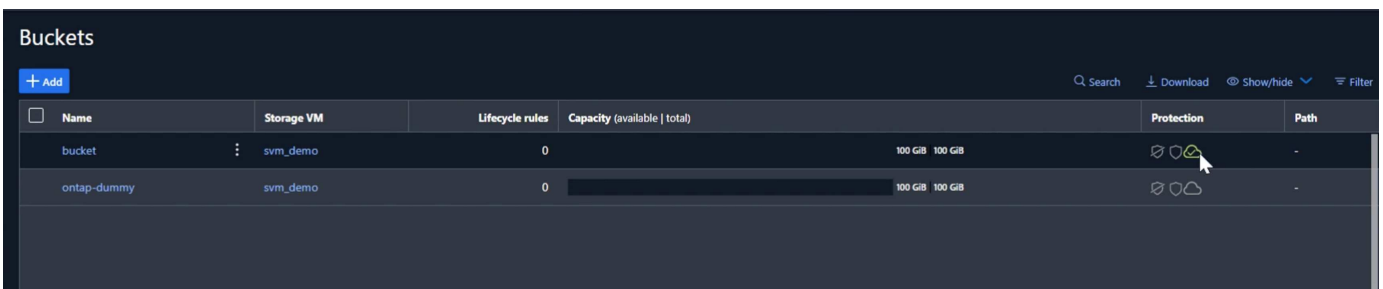 Buckets
+ Add
Search Download Show/hide Filter
Name Storage VM Lifecycle rules Capacity (available | total) Protection Path
bucket svm_demo 0 100 GiB 100 GiB -
ontap-dummy svm_demo 0 100 GiB 100 GiB -